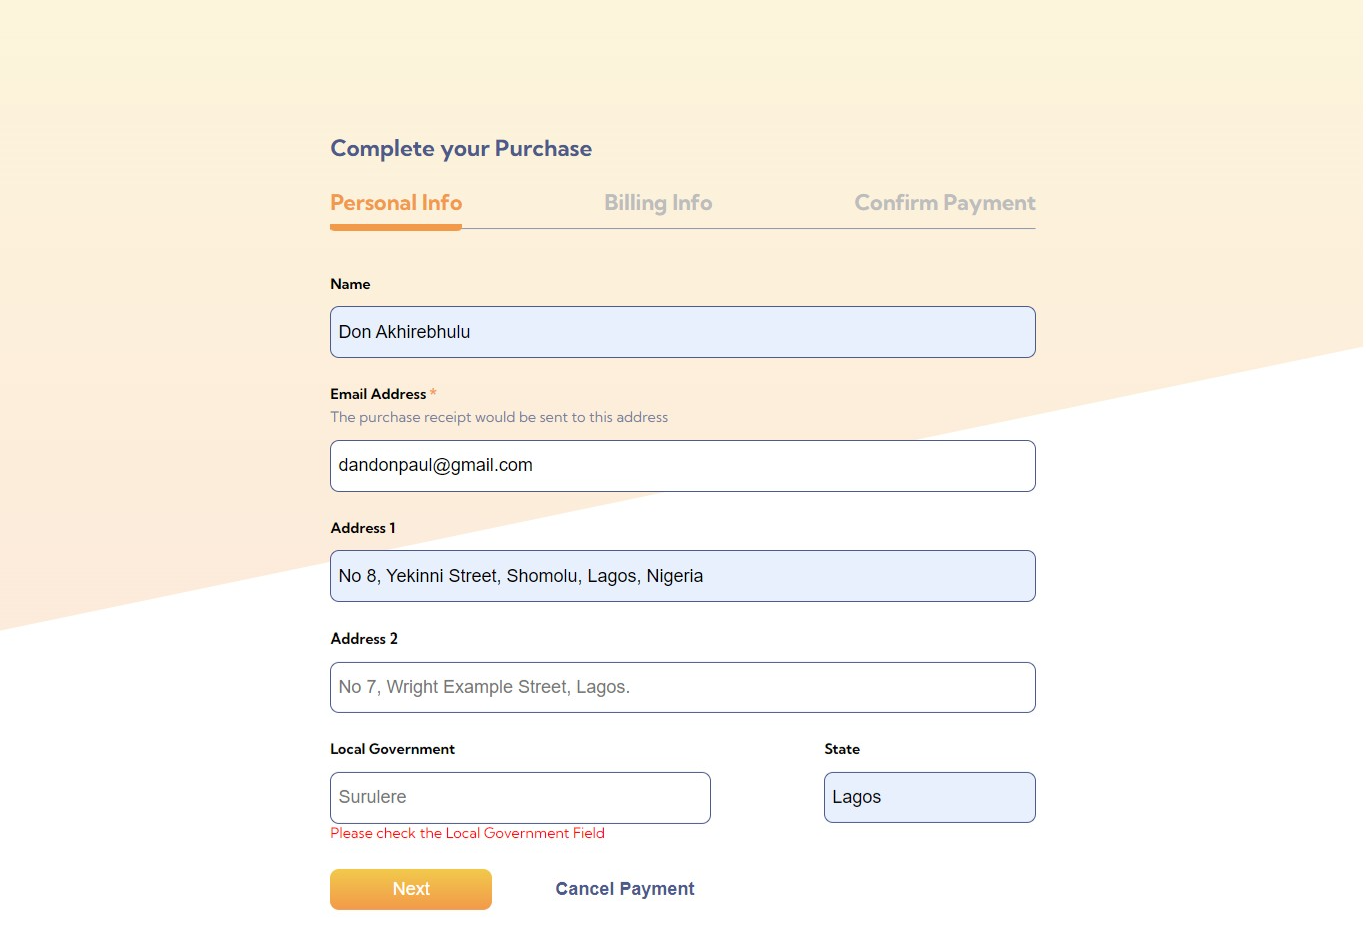 Complete your Purchase
Personal Info Billing Info Confirm Payment
Name
Don Akhirebhulu
Email Address *
The purchase receipt would be sent to this address
dandonpaul@gmail.com
Address 1
No 8, Yekinni Street, Shomolu, Lagos, Nigeria
Address 2
No 7, Wright Example Street, Lagos.
Local Government State
Surulere Lagos
Please check the Local Government Field
Next Cancel Payment